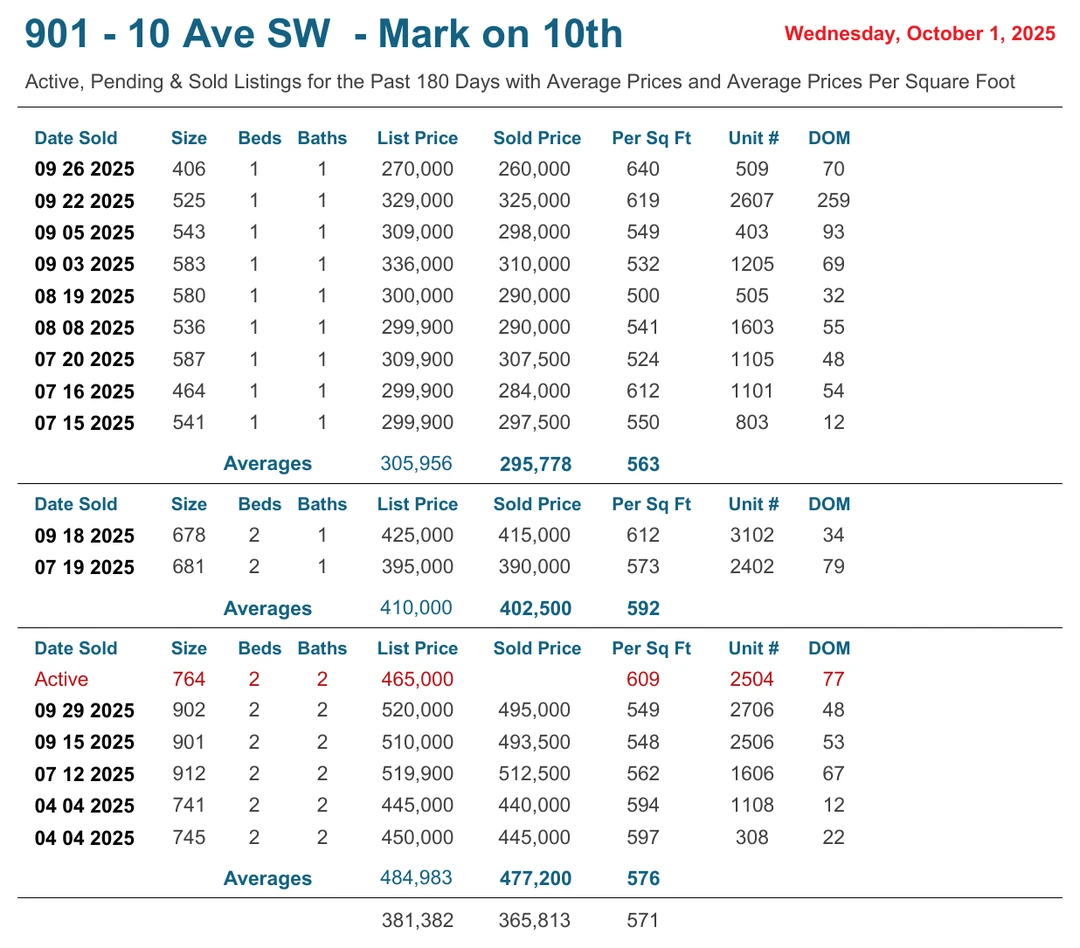 901 - 10 Ave SW - Mark on 10th Wednesday, October 1, 2025
Active, Pending & Sold Listings for the Past 180 Days with Average Prices and Average Prices Per Square Foot
Date Sold Size Beds Baths List Price Sold Price Per Sq Ft Unit # DOM
09 26 2025 406 1 1 270,000 260,000 640 509 70
09 22 2025 525 1 1 329,000 325,000 619 2607 259
09 05 2025 543 1 1 309,000 298,000 549 403 93
09 03 2025 583 1 1 336,000 310,000 532 1205 69
08 19 2025 580 1 1 300,000 290,000 500 505 32
08 08 2025 536 1 1 299,900 290,000 541 1603 55
07 20 2025 587 1 1 309,900 307,500 524 1105 48
07 16 2025 464 1 1 299,900 284,000 612 1101 54
07 15 2025 541 1 1 299,900 297,500 550 803 12
Averages 305,956 295,778 563
Date Sold Size Beds Baths List Price Sold Price Per Sq Ft Unit # DOM
09 18 2025 678 2 1 425,000 415,000 612 3102 34
07 19 2025 681 2 1 395,000 390,000 573 2402 79
Averages 410,000 402,500 592
Date Sold Size Beds Baths List Price Sold Price Per Sq Ft Unit # DOM
Active 764 2 2 465,000 609 2504 77
09 29 2025 902 2 2 520,000 495,000 549 2706 48
09 15 2025 901 2 2 510,000 493,500 548 2506 53
07 12 2025 912 2 2 519,900 512,500 562 1606 67
04 04 2025 741 2 2 445,000 440,000 594 1108 12
04 04 2025 745 2 2 450,000 445,000 597 308 22
Averages 484,983 477,200 576
381,382 365,813 571